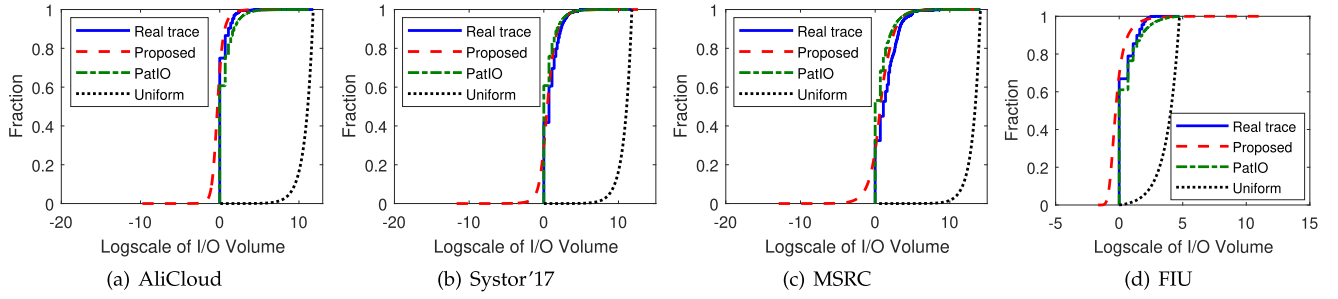 1
0.8
0.6
0.4
0.2
0
Fraction
Real trace
Proposed
PatIO
Uniform
-20 -10 0 10
Logscale of I/O Volume
(a) AliCloud
1
0.8
0.6
0.4
0.2
0
Fraction
Real trace
Proposed
PatIO
Uniform
-20 -10 0 10
Logscale of I/O Volume
(b) Systor'17
1
0.8
0.6
0.4
0.2
0
Fraction
Real trace
Proposed
PatIO
Uniform
-20 -10 0 10
Logscale of I/O Volume
(c) MSRC
1
0.8
0.6
0.4
0.2
0
Fraction
Real trace
Proposed
PatIO
Uniform
-5 0 5 10 15
Logscale of I/O Volume
(d) FIU